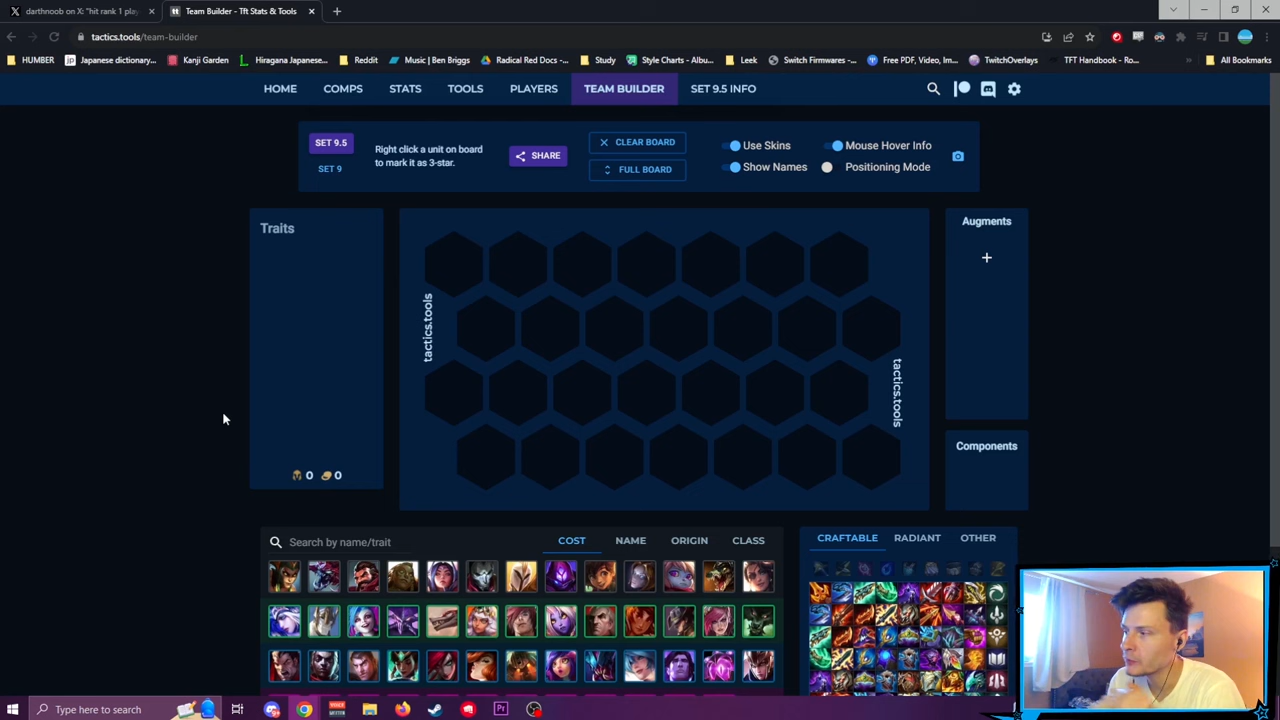 darthnoob on X: "hit rank 1 play
Team Builder - Tft Stats & Tools
tactics.tools/team-builder
HUMBER
Japanese dictionary...
Kanji Garden
Hiragana Japanese...
Reddit
Music | Ben Briggs
Radical Red Docs -...
Study
Style Charts - Albu...
Leek
Switch Firmwares -...
Free PDF, Video, Im...
TwitchOverlays
TFT Handbook - Ro...
All Bookmarks
HOME
COMPS
STATS
TOOLS
PLAYERS
TEAM BUILDER
SET 9.5 INFO
SET 9.5
SET 9
Right click a unit on board
to mark it as 3-star.
SHARE
CLEAR BOARD
FULL BOARD
Use Skins
Mouse Hover Info
Show Names
Positioning Mode
Traits
0 0
tactics.tools
tactics.tools
Augments
+
Components
Search by name/trait
COST
NAME
ORIGIN
CLASS
CRAFTABLE
RADIANT
OTHER
Type here to search